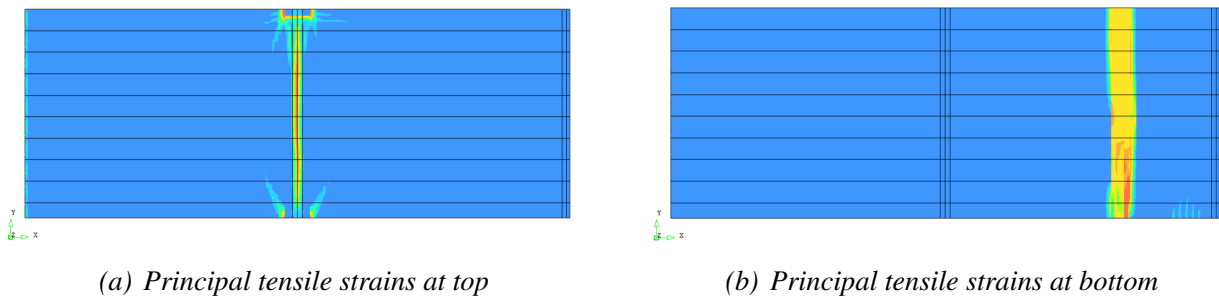 Y
Z X
Y
Z X
(a) Principal tensile strains at top
(b) Principal tensile strains at bottom